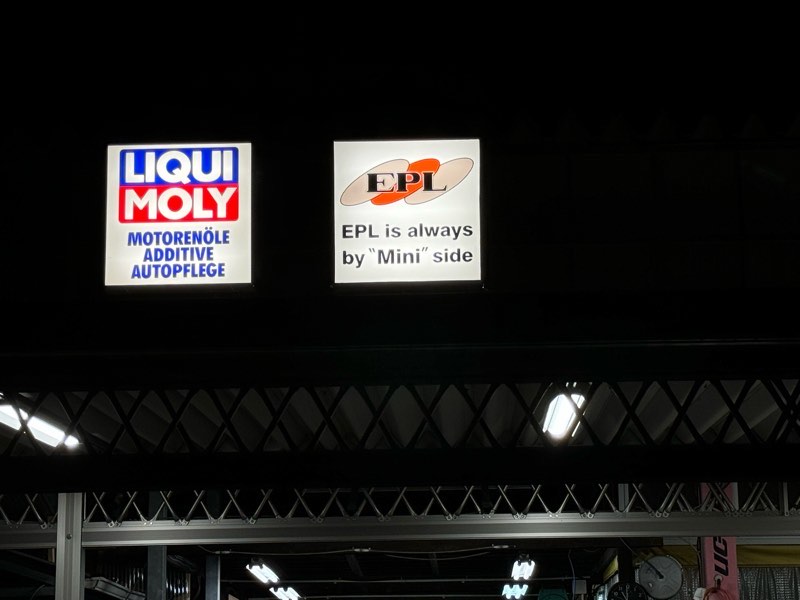 LIQUI
MOLY
MOTORENÖLE
ADDITIVE
AUTOPFLEGE
EPL
EPL is always
by "Mini" side